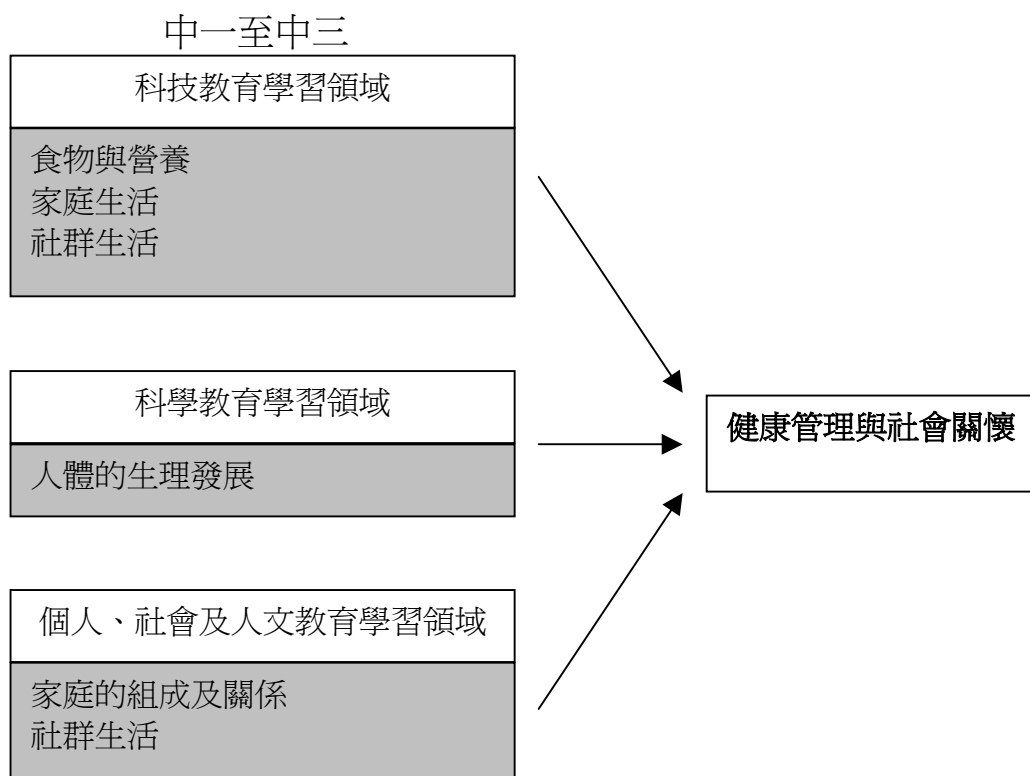 中一至中三
科技教育學習領域
食物與營養
家庭生活
社群生活
科學教育學習領域
人體的生理發展
健康管理與社會關懷
個人、社會及人文教育學習領域
家庭的組成及關係
社群生活